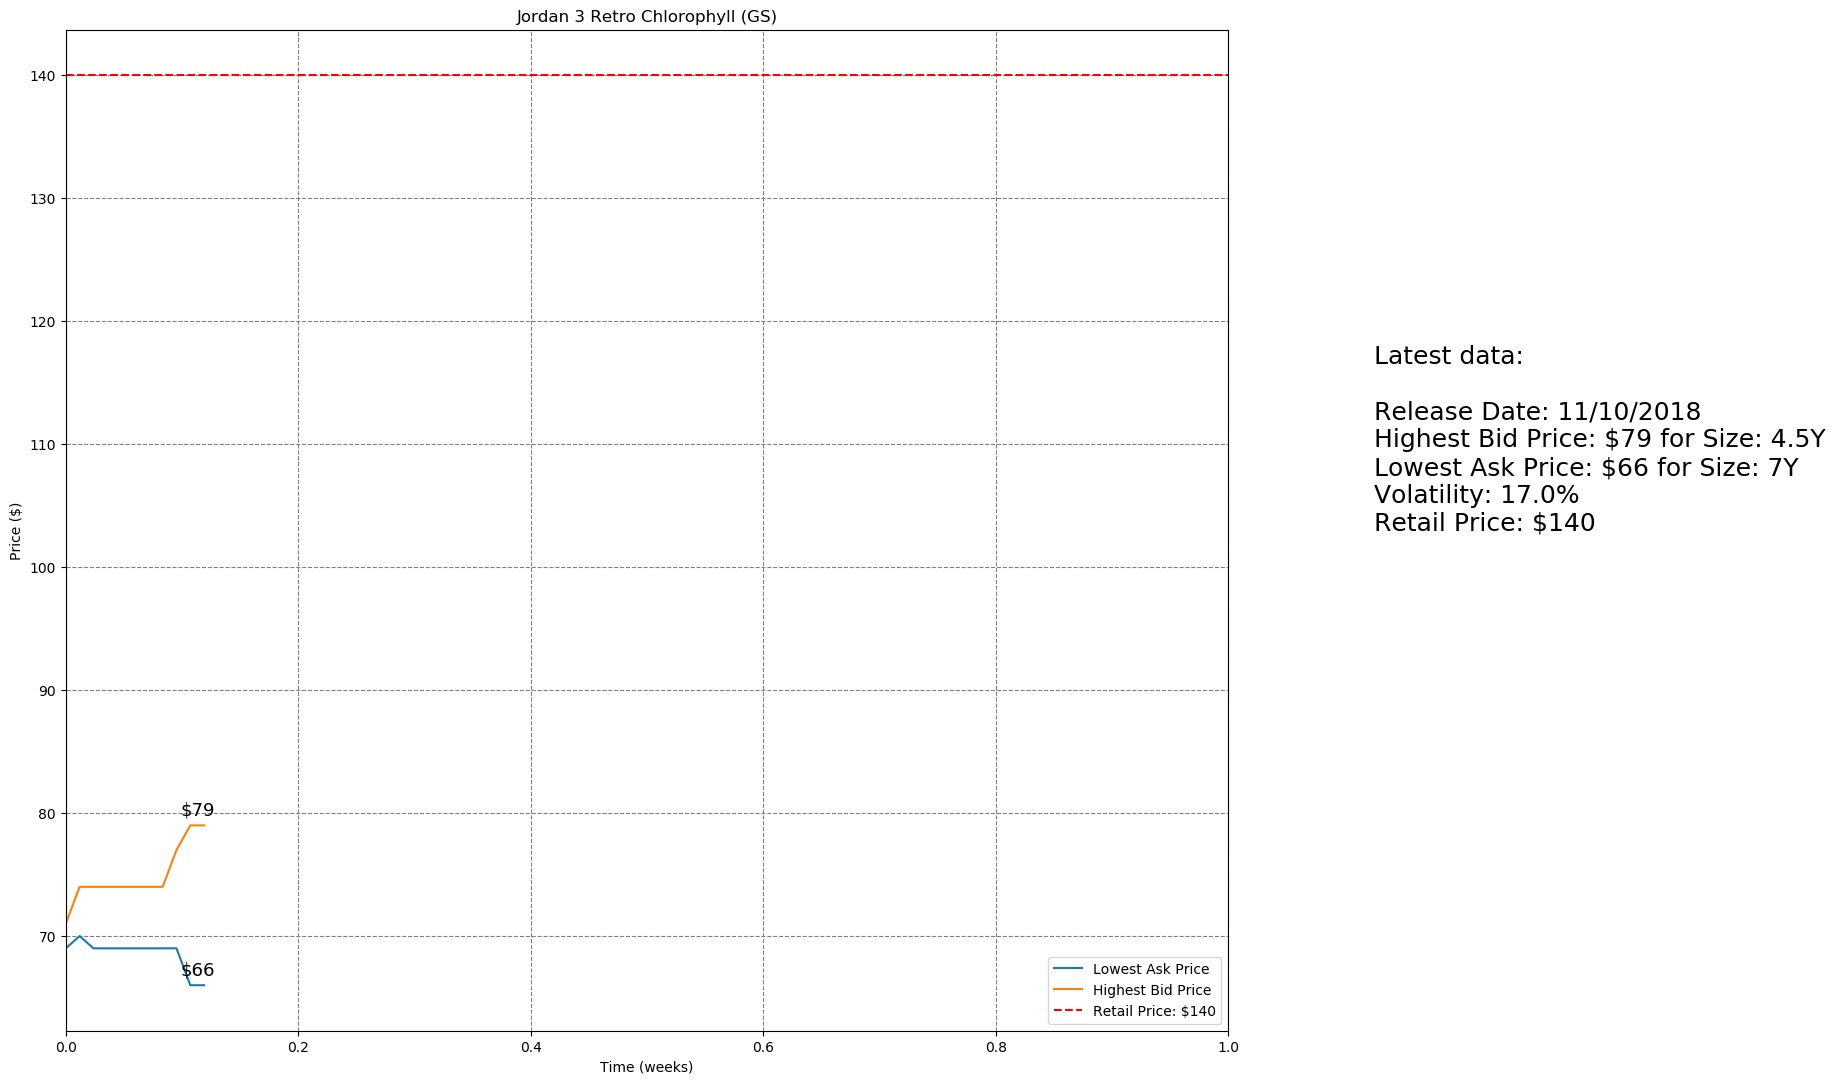 Jordan 3 Retro Chlorophyll (GS)
140
130
120
110
100
90
80
70
Price ($)
$79
$66
0.0
0.2
0.4
0.6
0.8
1.0
Time (weeks)
Lowest Ask Price
Highest Bid Price
Retail Price: $140
Latest data:
Release Date: 11/10/2018
Highest Bid Price: $79 for Size: 4.5Y
Lowest Ask Price: $66 for Size: 7Y
Volatility: 17.0%
Retail Price: $140